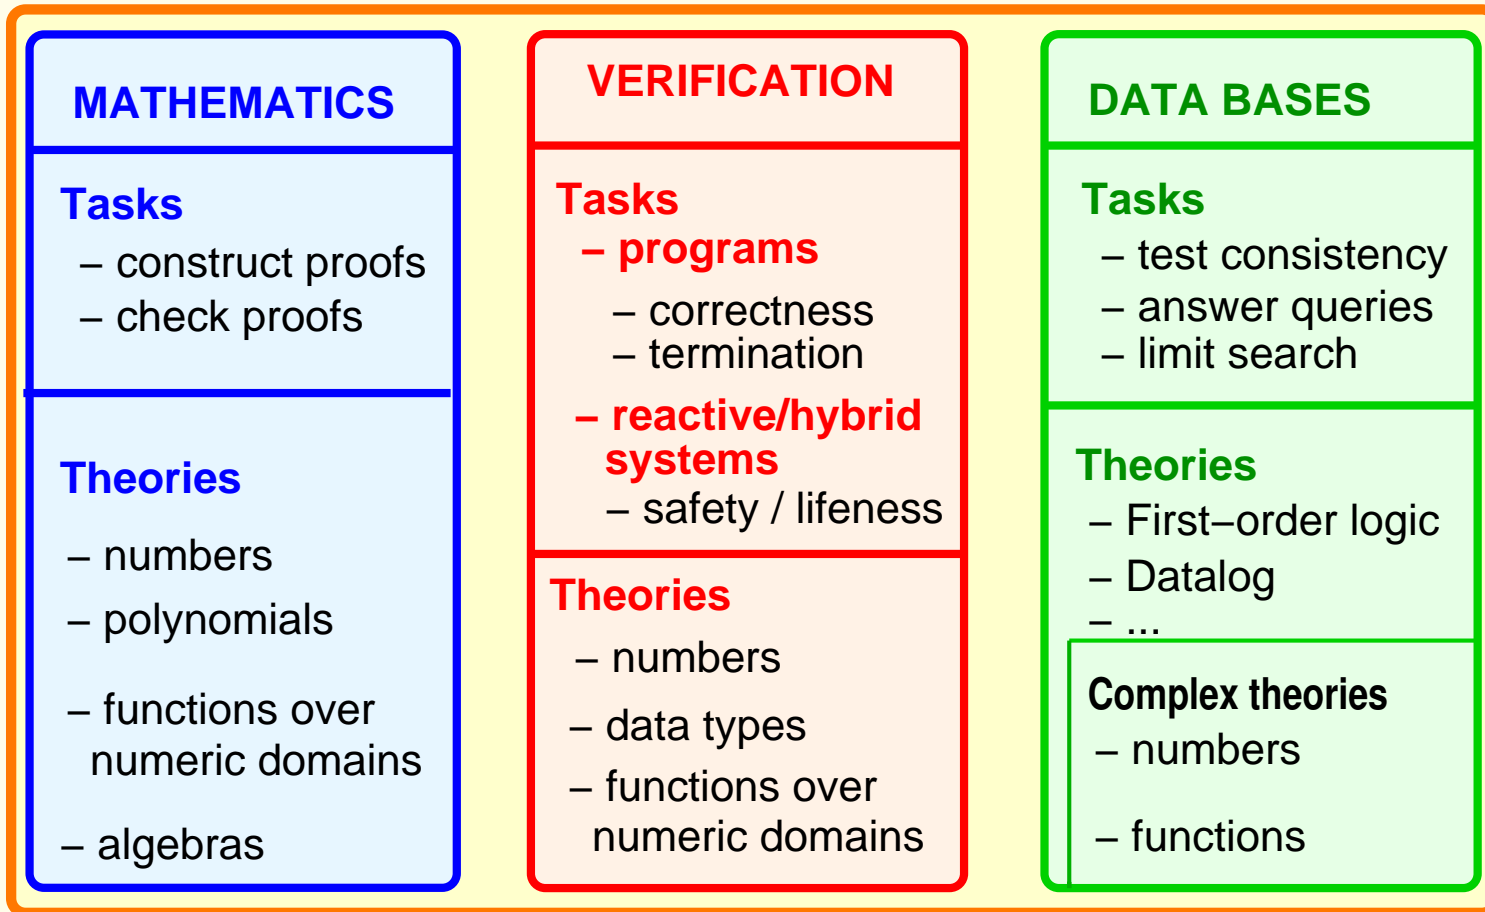 MATHEMATICS
Tasks
– construct proofs
– check proofs
Theories
– numbers
– polynomials
– functions over
numeric domains
– algebras
VERIFICATION
Tasks
– programs
– correctness
– termination
– reactive/hybrid
systems
– safety / lifeness
Theories
– numbers
– data types
– functions over
numeric domains
DATA BASES
Tasks
– test consistency
– answer queries
– limit search
Theories
– First–order logic
– Datalog
– ...
Complex theories
– numbers
– functions